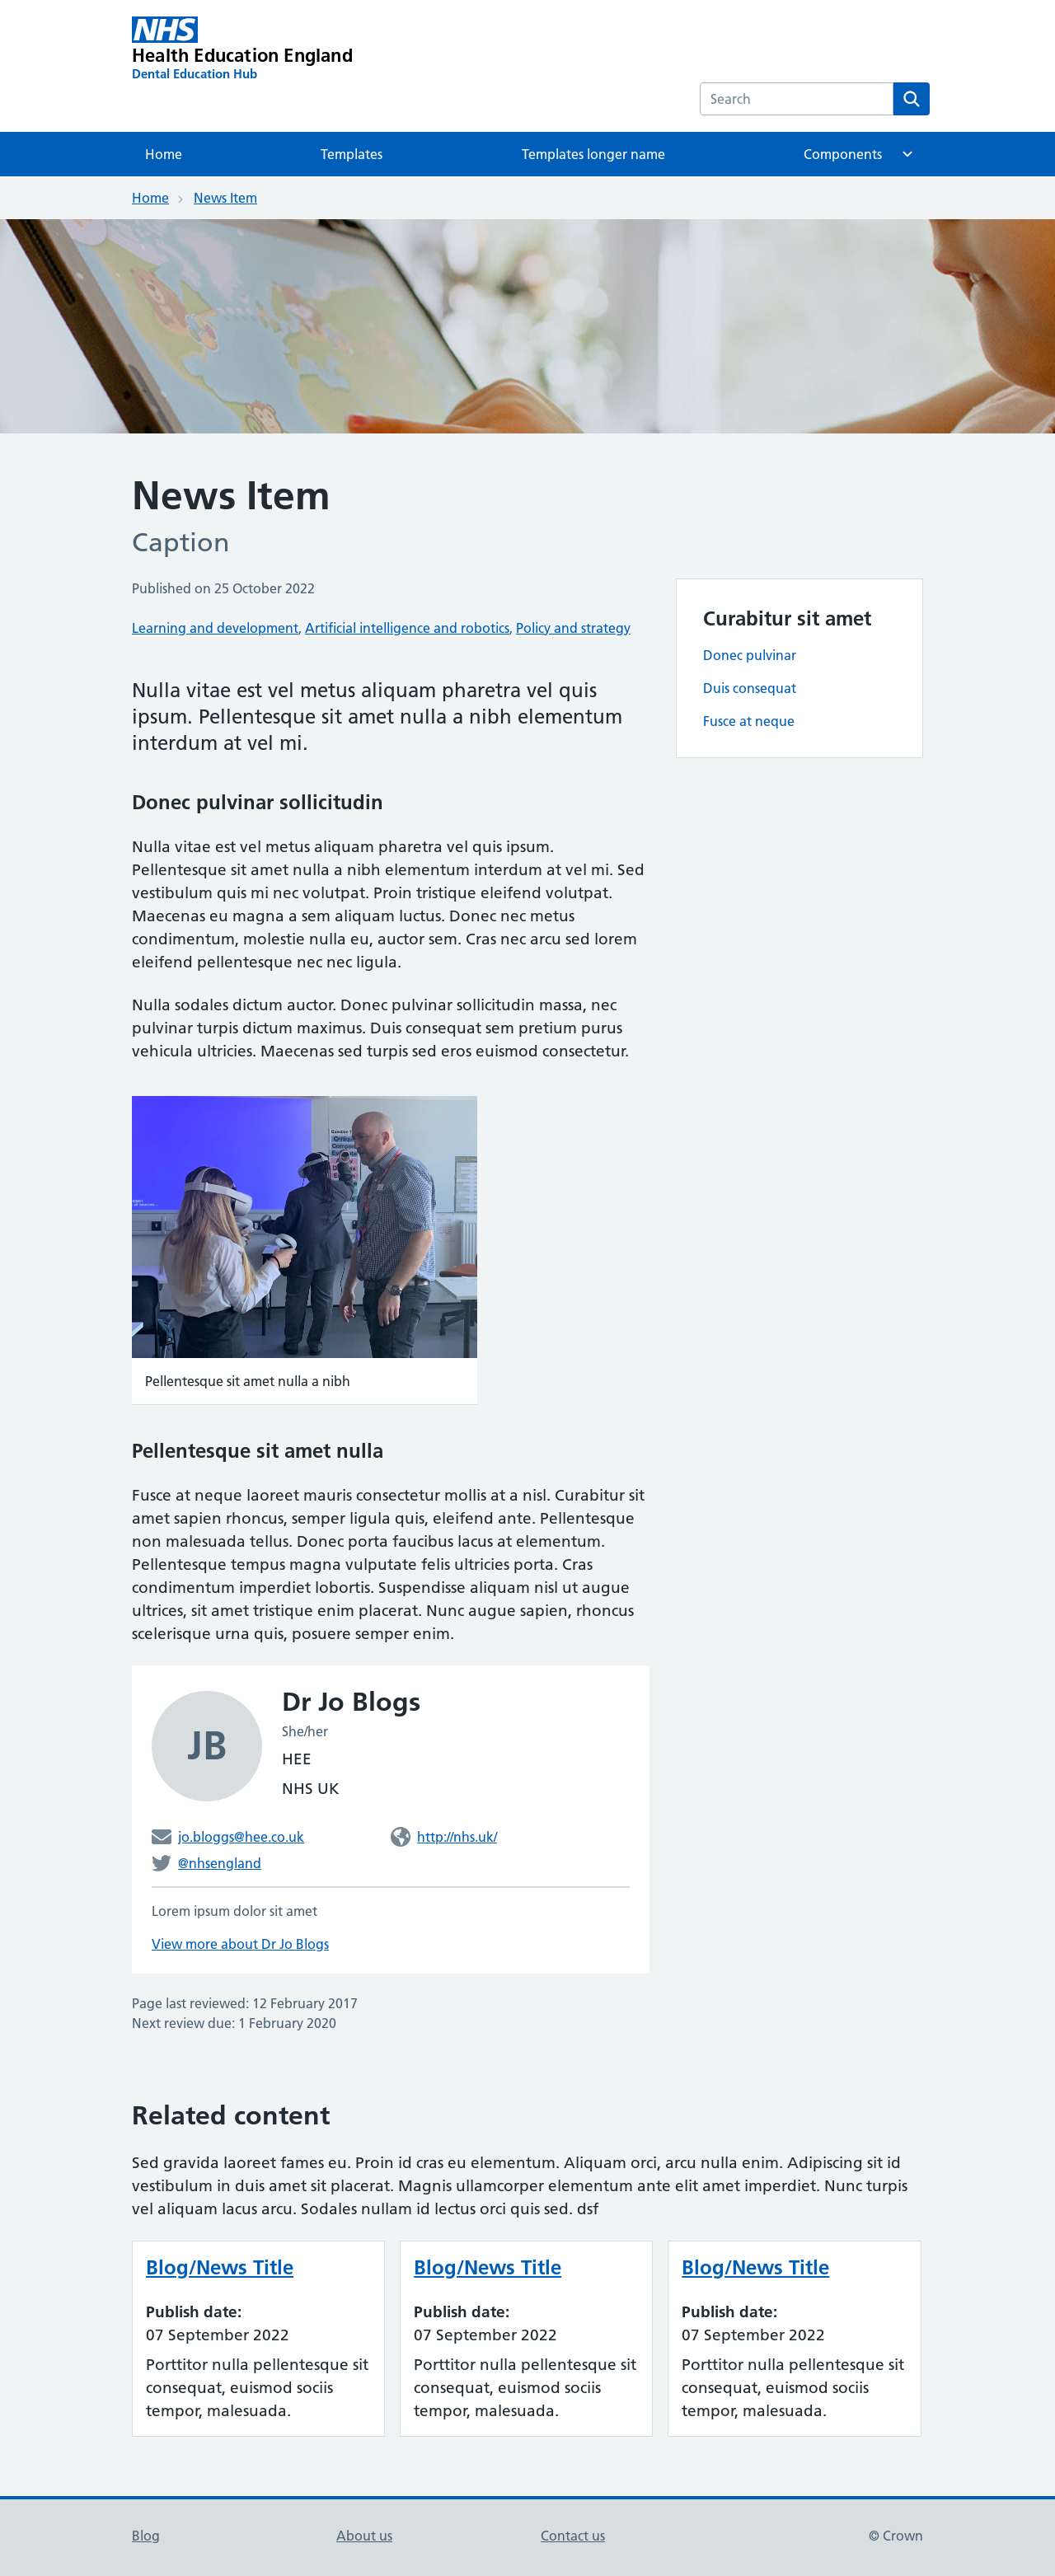 NHS
Health Education England
Dental Education Hub
Search
Home
Templates
Templates longer name
Components
Home
News Item
News Item
Caption
Published on 25 October 2022
Learning and development, Artificial intelligence and robotics, Policy and strategy
Curabitur sit amet
Donec pulvinar
Duis consequat
Fusce at neque
Nulla vitae est vel metus aliquam pharetra vel quis
ipsum. Pellentesque sit amet nulla a nibh elementum
interdum at vel mi.
Donec pulvinar sollicitudin
Nulla vitae est vel metus aliquam pharetra vel quis ipsum.
Pellentesque sit amet nulla a nibh elementum interdum at vel mi. Sed
vestibulum quis mi nec volutpat. Proin tristique eleifend volutpat.
Maecenas eu magna a sem aliquam luctus. Donec nec metus
condimentum, molestie nulla eu, auctor sem. Cras nec arcu sed lorem
eleifend pellentesque nec nec ligula.
Nulla sodales dictum auctor. Donec pulvinar sollicitudin massa, nec
pulvinar turpis dictum maximus. Duis consequat sem pretium purus
vehicula ultricies. Maecenas sed turpis sed eros euismod consectetur.
Pellentesque sit amet nulla a nibh
Pellentesque sit amet nulla
Fusce at neque laoreet mauris consectetur mollis at a nisl. Curabitur sit
amet sapien rhoncus, semper ligula quis, eleifend ante. Pellentesque
non malesuada tellus. Donec porta faucibus lacus at elementum.
Pellentesque tempus magna vulputate felis ultricies porta. Cras
condimentum imperdiet lobortis. Suspendisse aliquam nisl ut augue
ultrices, sit amet tristique enim placerat. Nunc augue sapien, rhoncus
scelerisque urna quis, posuere semper enim.
JB
Dr Jo Blogs
She/her
HEE
NHS UK
jo.bloggs@hee.co.uk
http://nhs.uk/
@nhsengland
Lorem ipsum dolor sit amet
View more about Dr Jo Blogs
Page last reviewed: 12 February 2017
Next review due: 1 February 2020
Related content
Sed gravida laoreet fames eu. Proin id cras eu elementum. Aliquam orci, arcu nulla enim. Adipiscing sit id
vestibulum in duis amet sit placerat. Magnis ullamcorper elementum ante elit amet imperdiet. Nunc turpis
vel aliquam lacus arcu. Sodales nullam id lectus orci quis sed. dsf
Blog/News Title
Publish date:
07 September 2022
Porttitor nulla pellentesque sit
consequat, euismod sociis
tempor, malesuada.
Blog/News Title
Publish date:
07 September 2022
Porttitor nulla pellentesque sit
consequat, euismod sociis
tempor, malesuada.
Blog/News Title
Publish date:
07 September 2022
Porttitor nulla pellentesque sit
consequat, euismod sociis
tempor, malesuada.
Blog
About us
Contact us
© Crown